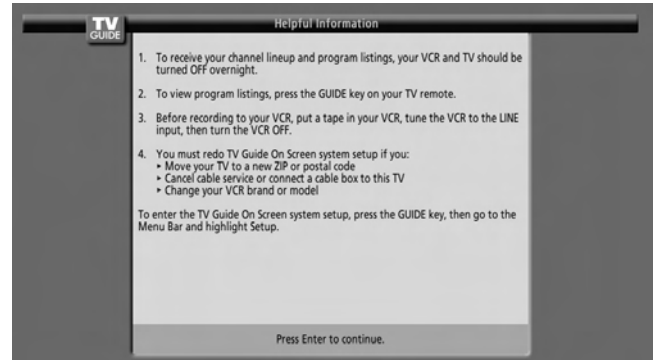 TV
GUIDE
Helpful Information
1. To receive your channel lineup and program listings, your VCR and TV should be
turned OFF overnight.
2. To view program listings, press the GUIDE key on your TV remote.
3. Before recording to your VCR, put a tape in your VCR, tune the VCR to the LINE
input, then turn the VCR OFF.
4. You must redo TV Guide On Screen system setup if you:
‣ Move your TV to a new ZIP or postal code
‣ Cancel cable service or connect a cable box to this TV
‣ Change your VCR brand or model
To enter the TV Guide On Screen system setup, press the GUIDE key, then go to the
Menu Bar and highlight Setup.
Press Enter to continue.